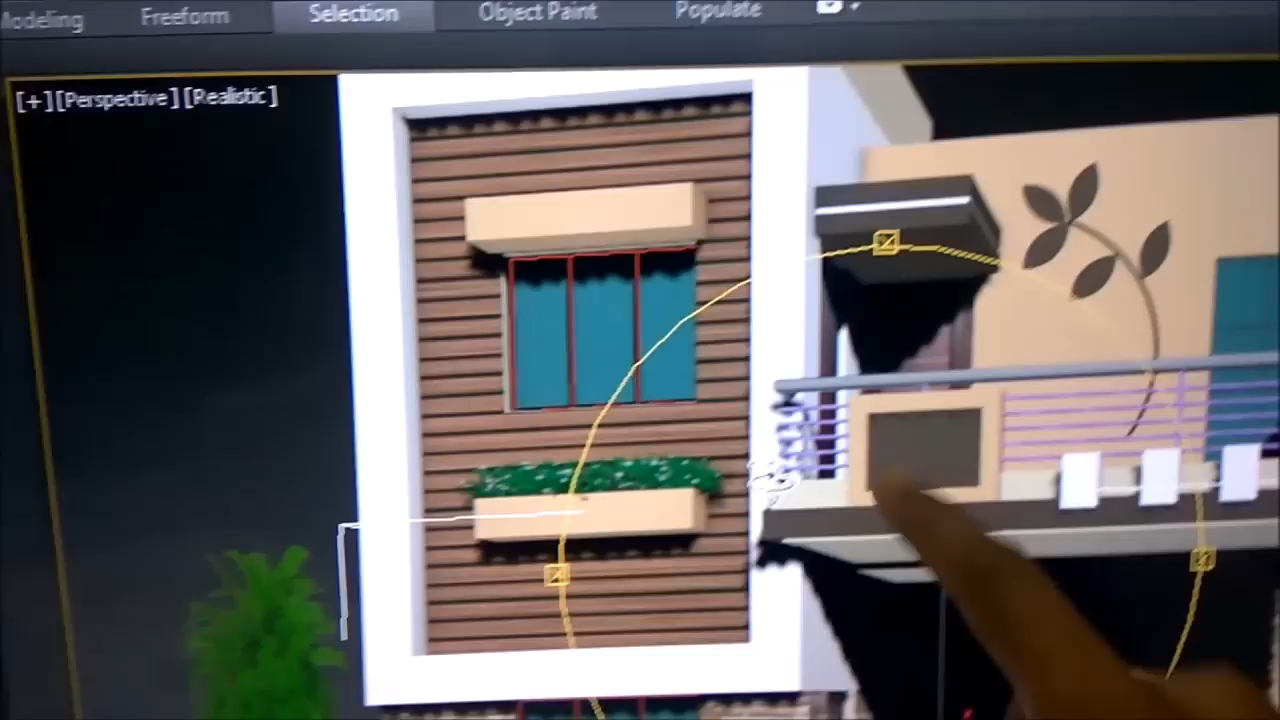 Modeling Freeform Selection Object Paint Populate
[+][Perspective][Realistic]